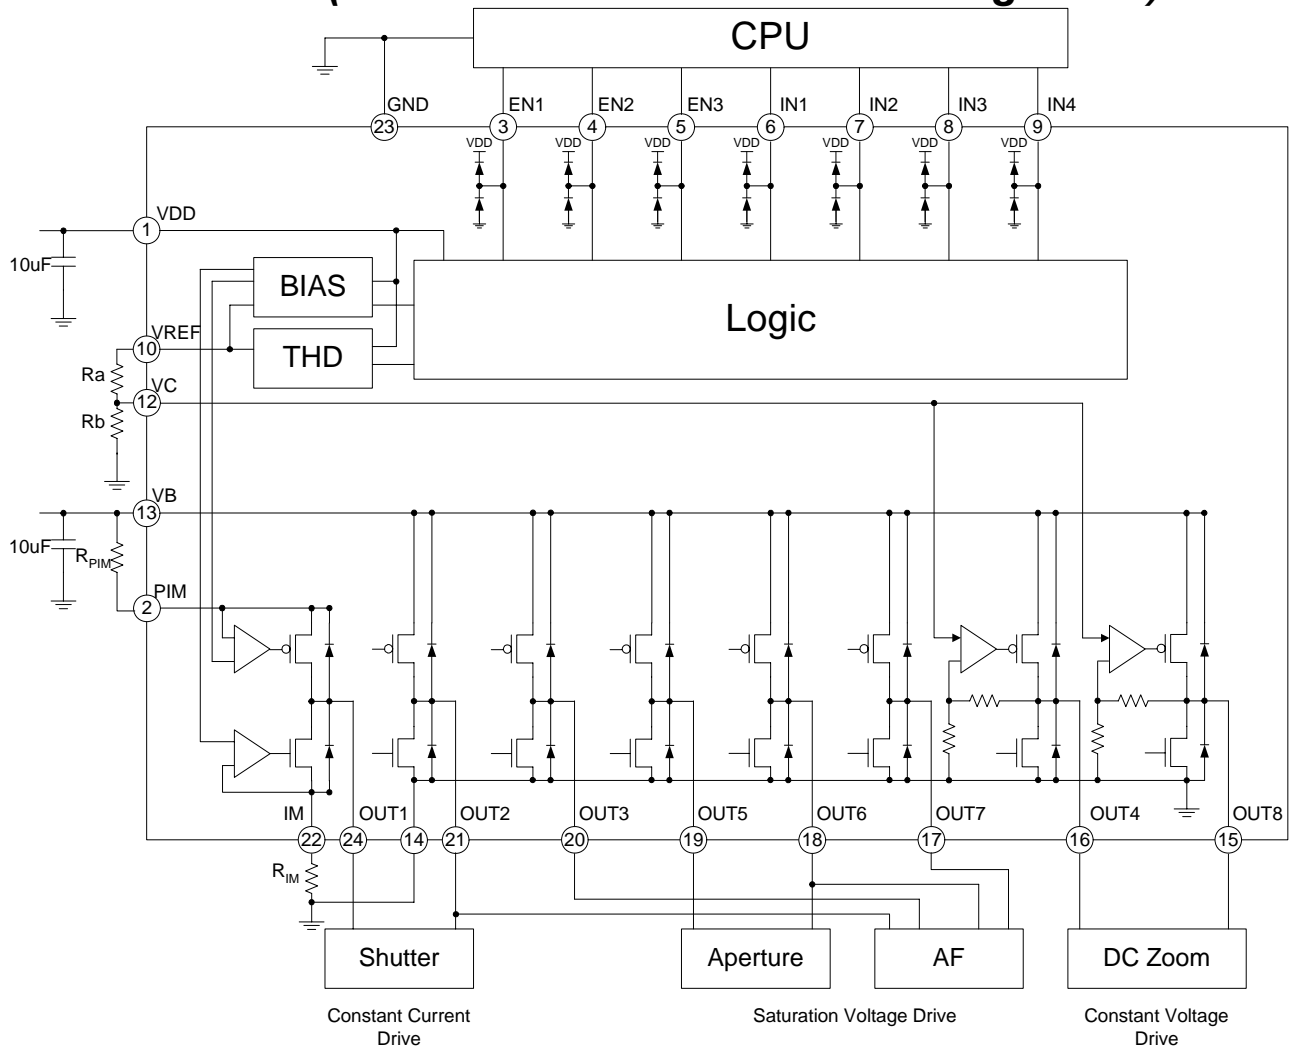 CPU
GND
EN1
EN2
EN3
IN1
IN2
IN3
IN4
23
3
4
5
6
7
8
9
VDD
VDD
VDD
VDD
VDD
VDD
VDD
VDD
1
10uF
BIAS
Logic
VREF
10
THD
Ra
VC
12
Rb
VB
13
10uF
RPIM
PIM
2
IM
OUT1
OUT2
OUT3
OUT5
OUT6
OUT7
OUT4
OUT8
22
24
14
21
20
19
18
17
16
15
RIM
Shutter
Aperture
AF
DC Zoom
Constant Current
Drive
Saturation Voltage Drive
Constant Voltage
Drive